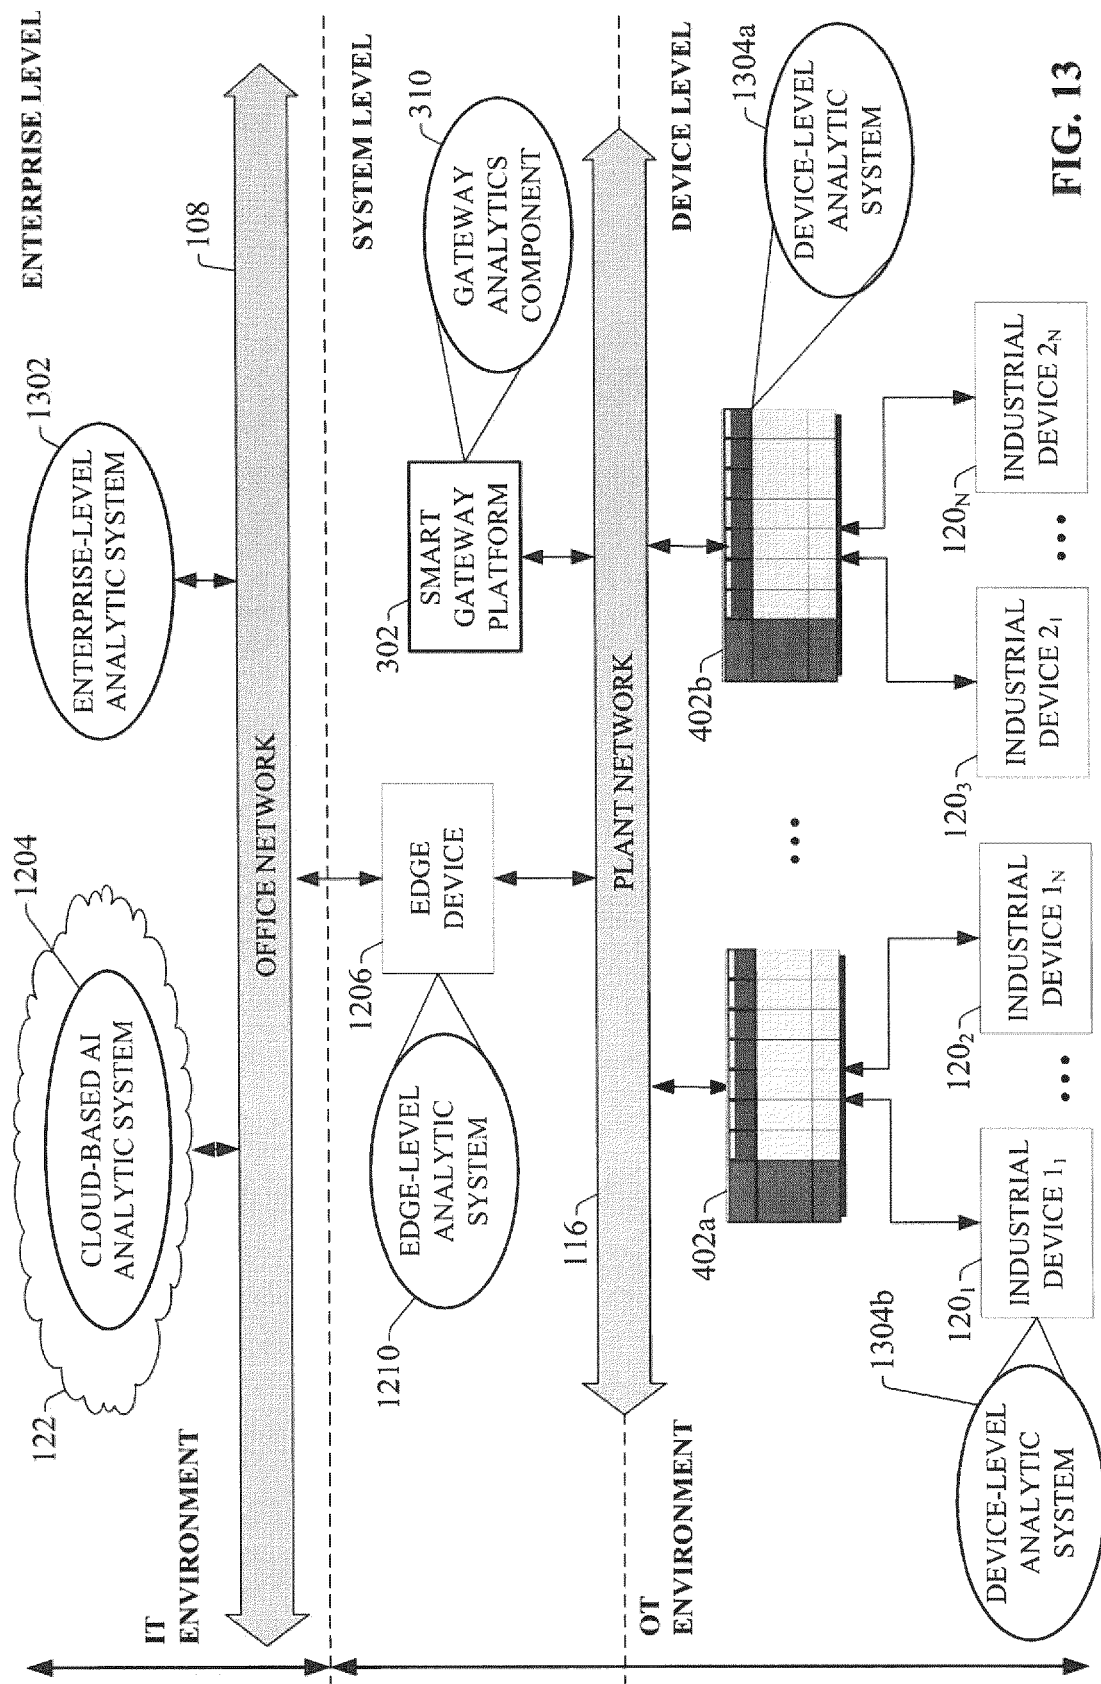 ENTERPRISE LEVEL
1204
1302
122
CLOUD-BASED AI
ANALYTIC SYSTEM
ENTERPRISE-LEVEL
ANALYTIC SYSTEM
IT
ENVIRONMENT
108
OFFICE NETWORK
SYSTEM LEVEL
1206
EDGE
DEVICE
302
SMART
GATEWAY
PLATFORM
310
GATEWAY
ANALYTICS
COMPONENT
1210
EDGE-LEVEL
ANALYTIC
SYSTEM
116
PLANT NETWORK
OT
ENVIRONMENT
DEVICE LEVEL
402a
...
402b
1304a
DEVICE-LEVEL
ANALYTIC
SYSTEM
1304b
DEVICE-LEVEL
ANALYTIC
SYSTEM
120₁
INDUSTRIAL
DEVICE 1₁
...
120₂
INDUSTRIAL
DEVICE 1N
120₃
INDUSTRIAL
DEVICE 2₁
...
120N
INDUSTRIAL
DEVICE 2N
FIG. 13